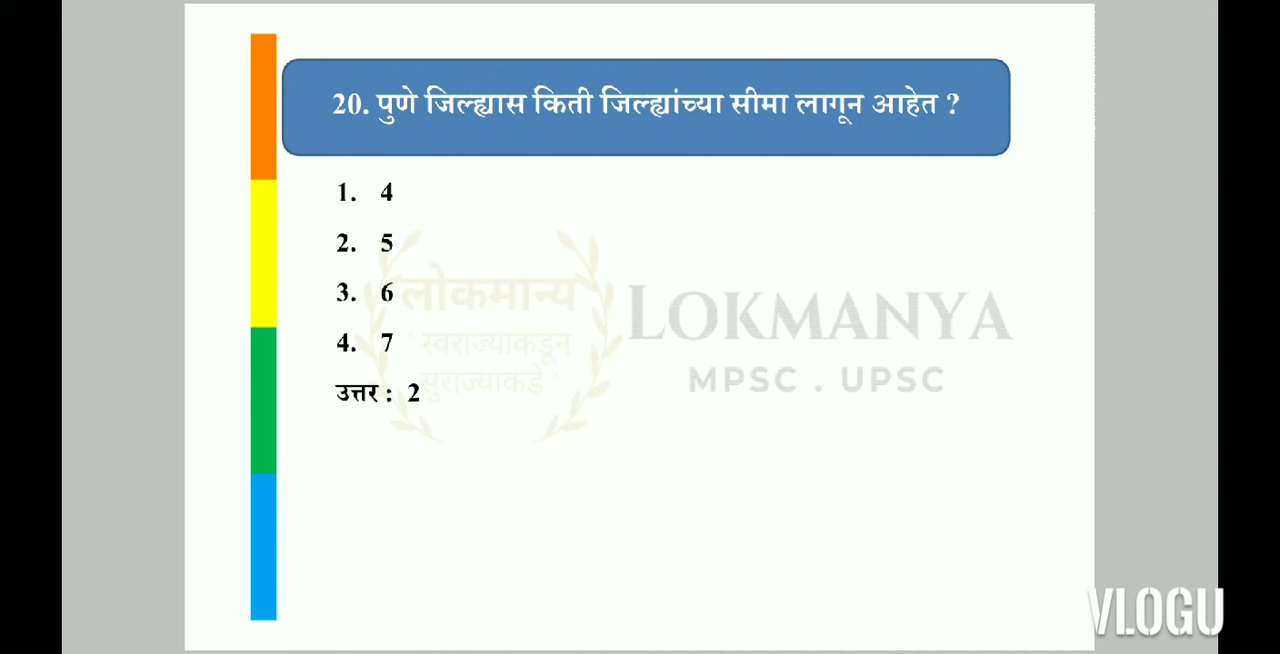 20. पुणे जिल्ह्यास किती जिल्ह्यांच्या सीमा लागून आहेत ?
1. 4
2. 5
3. 6
4. 7
उत्तर : 2
लोकमान्य
" स्वराज्याकडून
सुराज्याकडे "
LOKMANYA
MPSC . UPSC
VLOGU